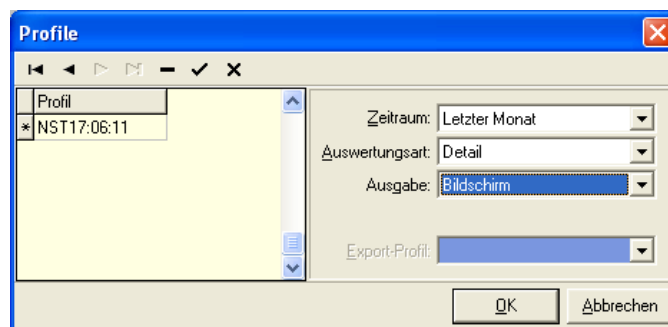 Profile
Profil
* NST17:06:11
Zeitraum: Letzter Monat
Auswertungsart: Detail
Ausgabe: Bildschirm
Export-Profil:
OK
Abbrechen